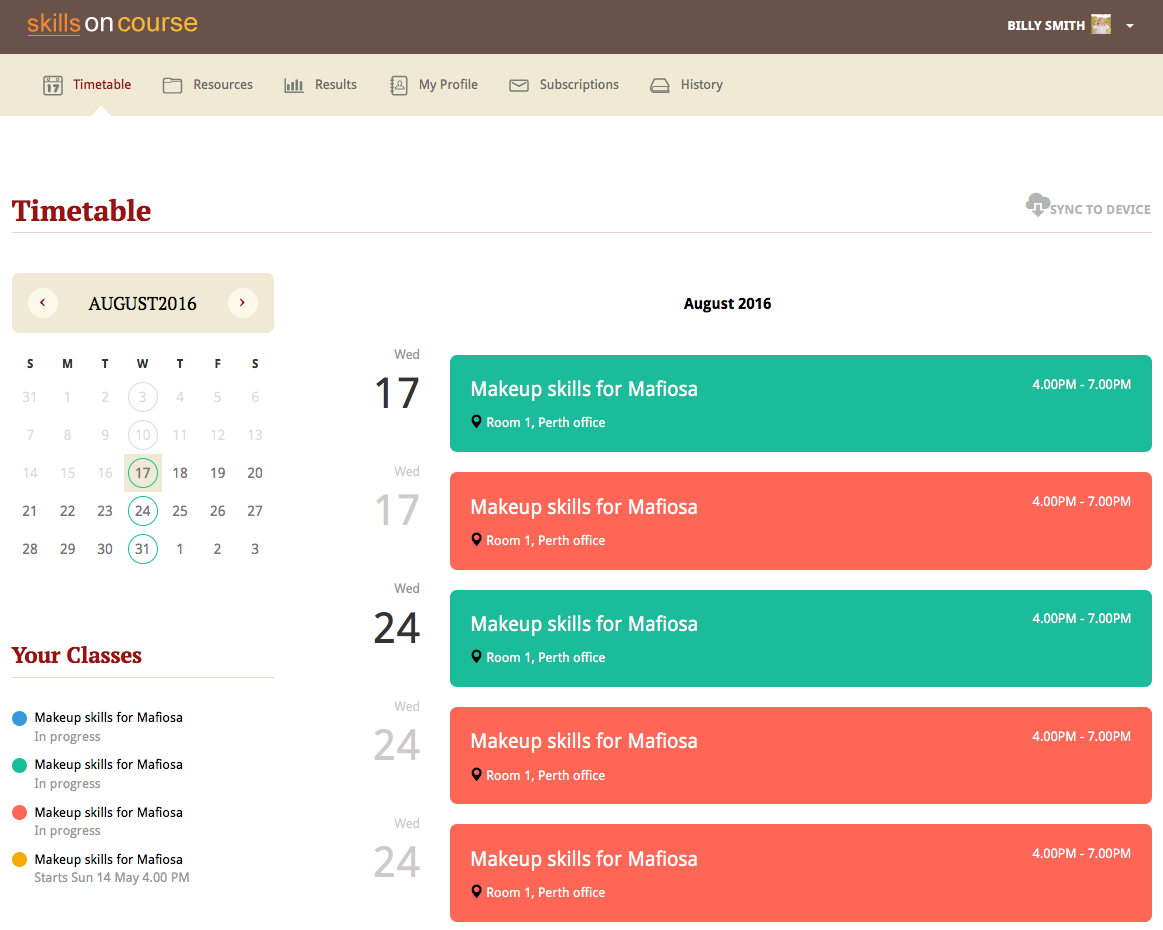 skills on course
BILLY SMITH
17 Timetable Resources Results My Profile Subscriptions History
Timetable
SYNC TO DEVICE
AUGUST2016
S M T W T F S
31 1 2 3 4 5 6
7 8 9 10 11 12 13
14 15 16 17 18 19 20
21 22 23 24 25 26 27
28 29 30 31 1 2 3
Your Classes
Makeup skills for Mafiosa
In progress
Makeup skills for Mafiosa
In progress
Makeup skills for Mafiosa
In progress
Makeup skills for Mafiosa
Starts Sun 14 May 4.00 PM
August 2016
Wed
17
Makeup skills for Mafiosa
4.00PM - 7.00PM
Room 1, Perth office
Wed
17
Makeup skills for Mafiosa
4.00PM - 7.00PM
Room 1, Perth office
Wed
24
Makeup skills for Mafiosa
4.00PM - 7.00PM
Room 1, Perth office
Wed
24
Makeup skills for Mafiosa
4.00PM - 7.00PM
Room 1, Perth office
Wed
24
Makeup skills for Mafiosa
4.00PM - 7.00PM
Room 1, Perth office